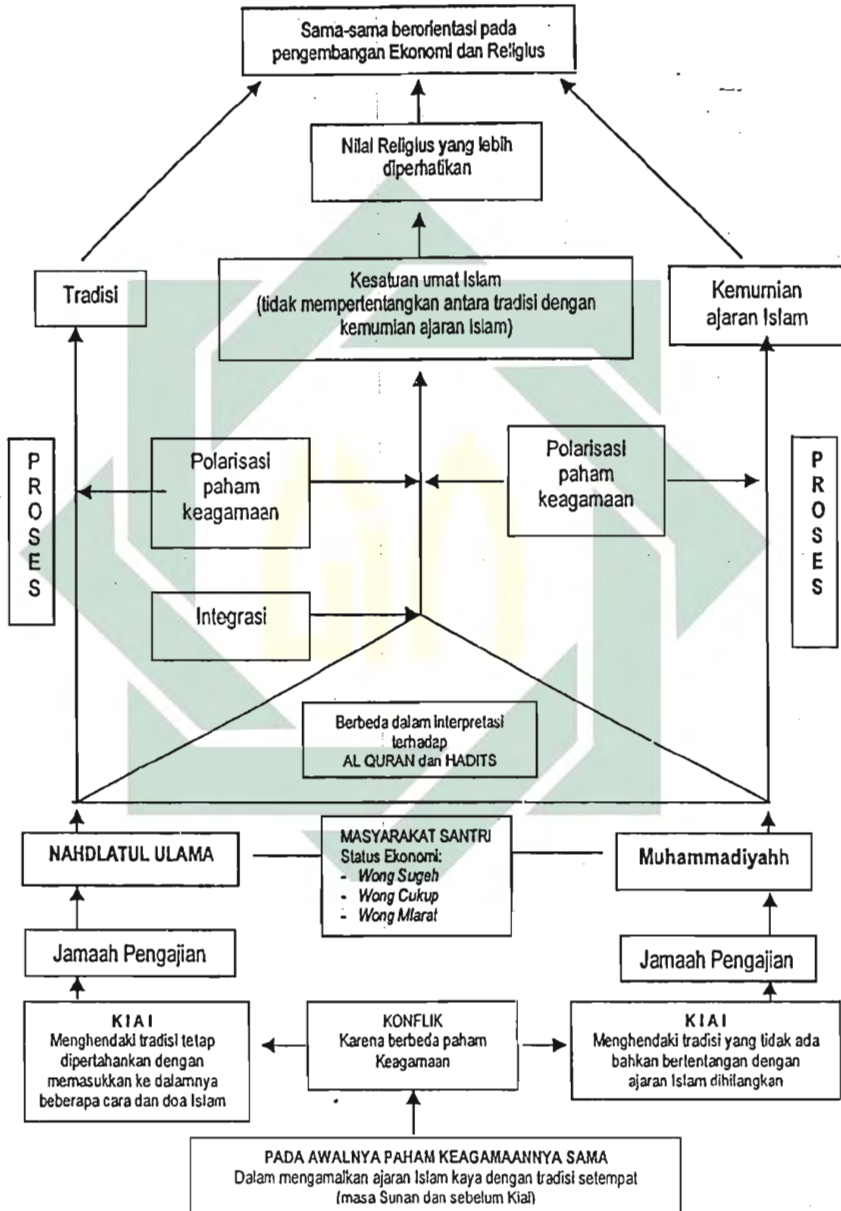 Sama-sama berorientasi pada
pengembangan Ekonomi dan Religius
Nilai Religius yang lebih
diperhatikan
Tradisi
Kesatuan umat Islam
(tidak mempertentangkan antara tradisi dengan
kemurnian ajaran Islam)
Kemurnian
ajaran Islam
P
R
O
S
E
S
Polarisasi
paham
keagamaan
Polarisasi
paham
keagamaan
P
R
O
S
E
S
Integrasi
Berbeda dalam interpretasi
terhadap
AL QURAN dan HADITS
NAHDLATUL ULAMA
MASYARAKAT SANTRI
Status Ekonomi:
- Wong Sugeh
- Wong Cukup
- Wong Mlarat
Muhammadiyahh
Jamaah Pengajian
Jamaah Pengajian
KIAI
Menghendaki tradisi tetap
dipertahankan dengan
memasukkan ke dalamnya
beberapa cara dan doa Islam
KONFLIK
Karena berbeda paham
Keagamaan
KIAI
Menghendaki tradisi yang tidak ada
bahkan bertentangan dengan
ajaran Islam dihilangkan
PADA AWALNYA PAHAM KEAGAMAANNYA SAMA
Dalam mengamalkan ajaran Islam kaya dengan tradisi setempat
(masa Sunan dan sebelum Kiai)